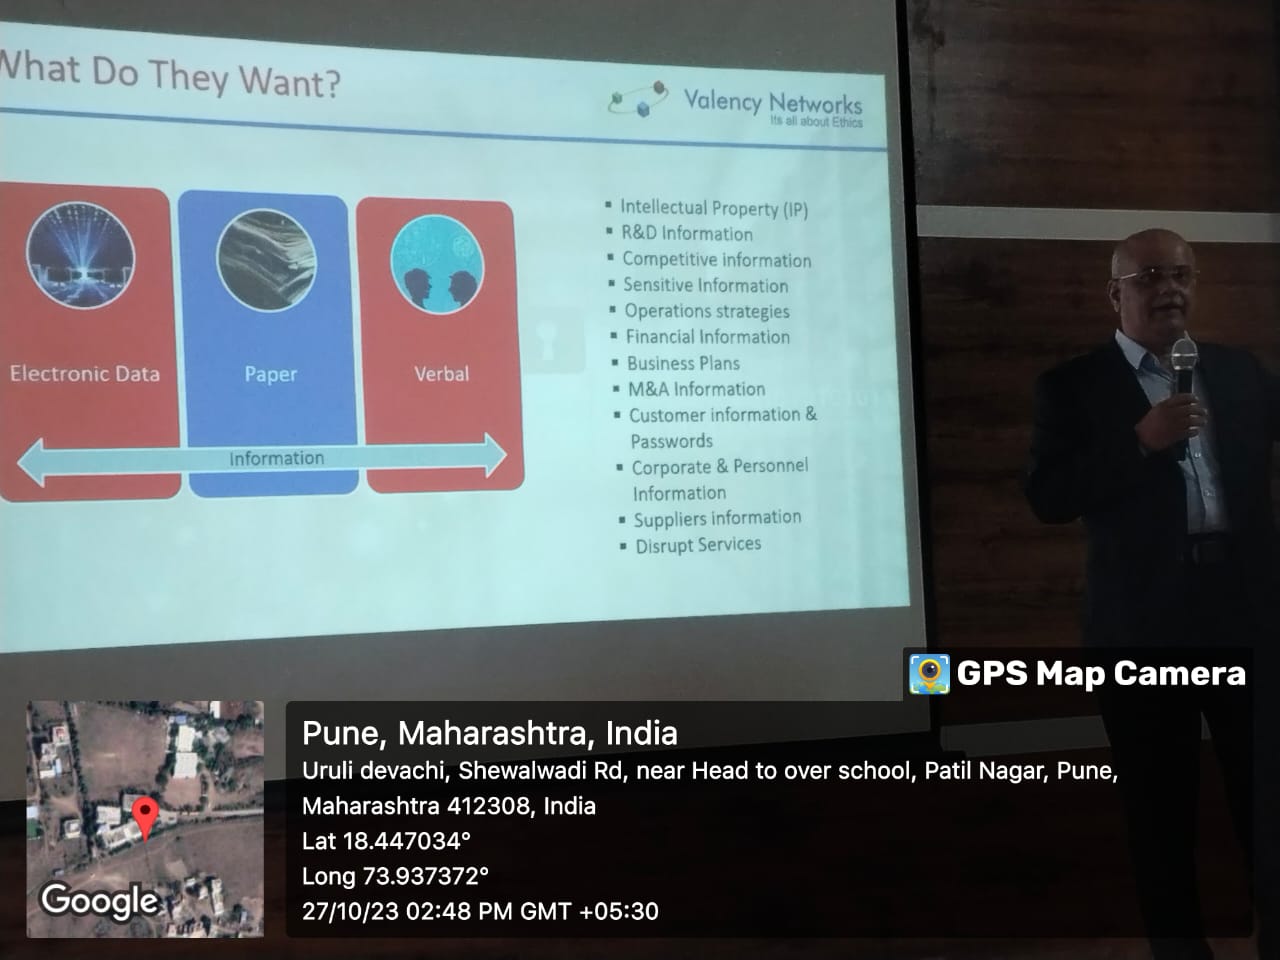 What Do They Want?
Valency Networks
Its all about Ethics
Electronic Data
Paper
Verbal
Information
▪ Intellectual Property (IP)
▪ R&D Information
▪ Competitive information
▪ Sensitive Information
▪ Operations strategies
▪ Financial Information
▪ Business Plans
▪ M&A Information
▪ Customer information &
Passwords
▪ Corporate & Personnel
Information
▪ Suppliers information
▪ Disrupt Services
GPS Map Camera
Pune, Maharashtra, India
Uruli devachi, Shewalwadi Rd, near Head to over school, Patil Nagar, Pune,
Maharashtra 412308, India
Lat 18.447034°
Long 73.937372°
27/10/23 02:48 PM GMT +05:30
Google